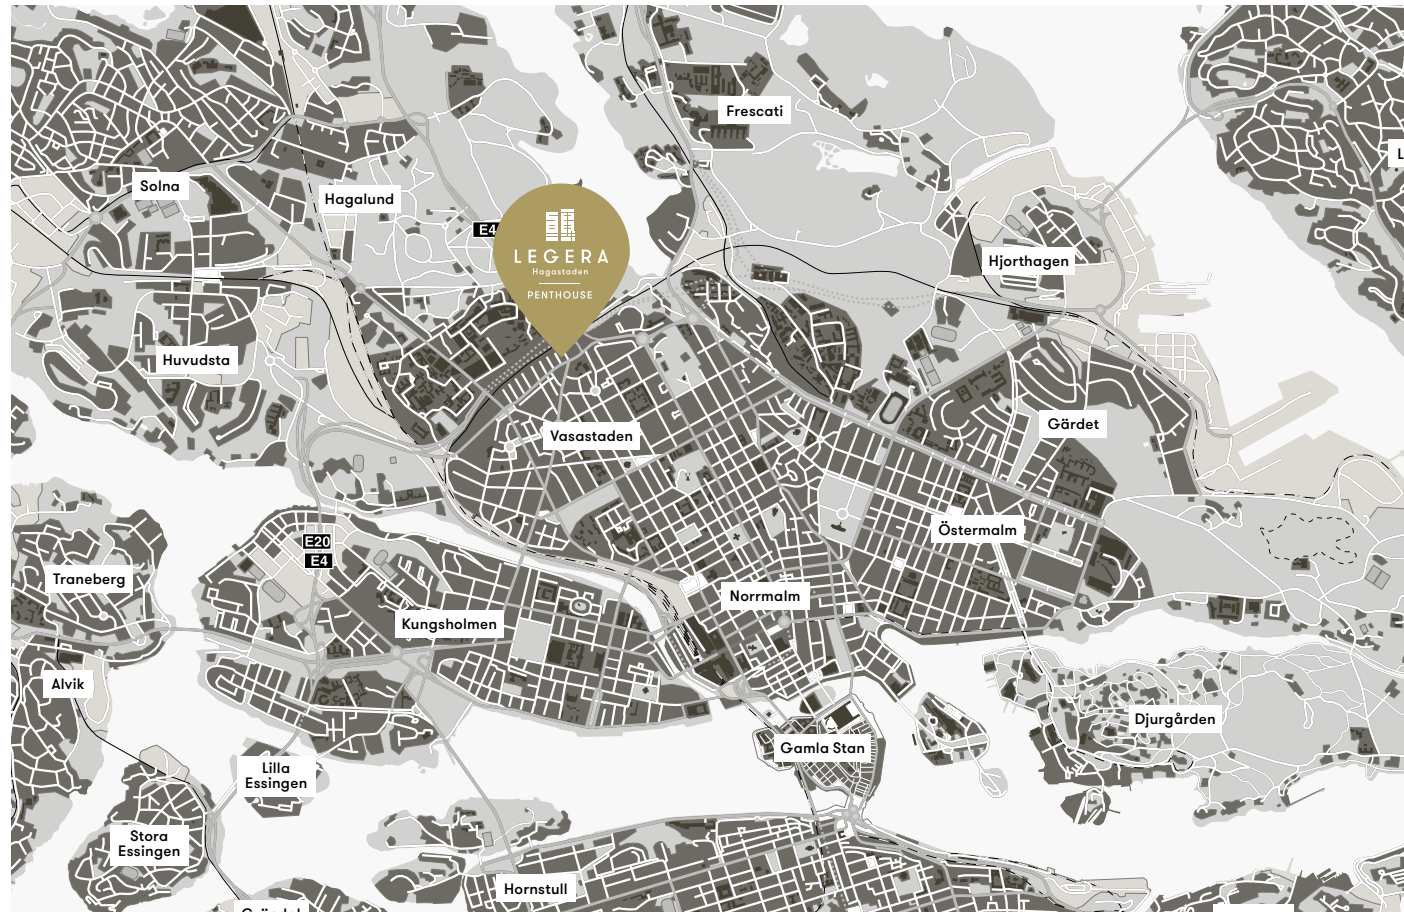 Frescati
Solna
Hagalund
E4
LEGERA
Hagastaden
PENTHOUSE
Hjorthagen
Huvudsta
Gärdet
Vasastaden
Östermalm
E20
E4
Traneberg
Norrmalm
Kungsholmen
Alvik
Djurgården
Gamla Stan
Lilla
Essingen
Stora
Essingen
Hornstull